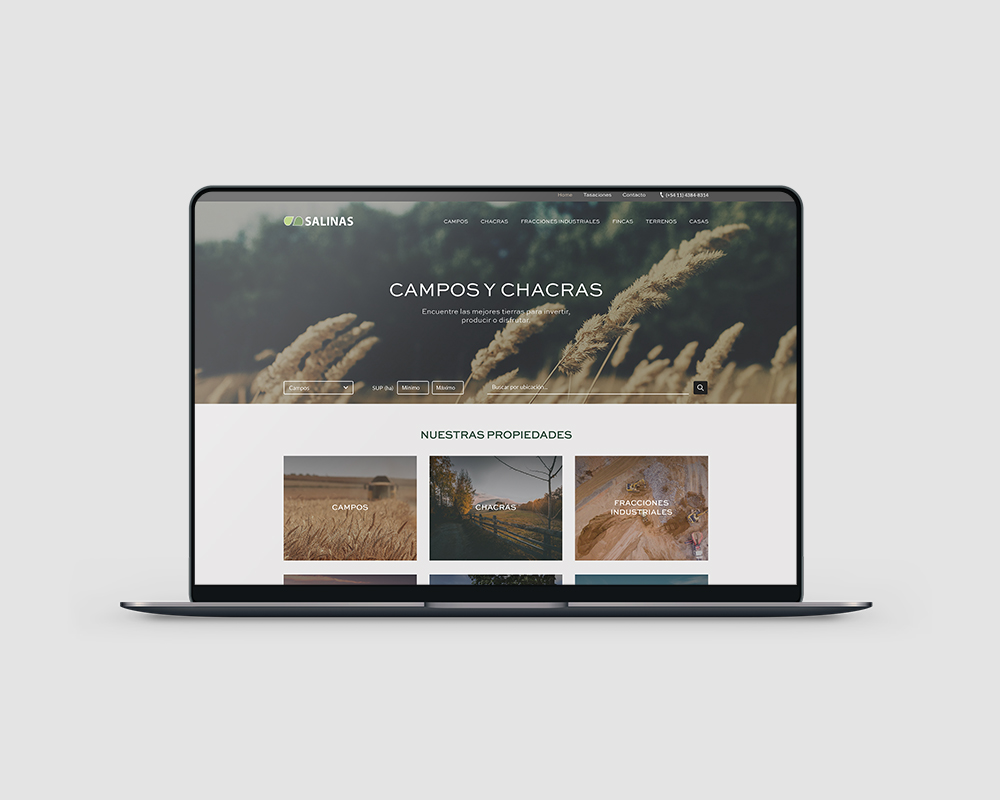 Home Tasaciones Contacto (+54 11) 4384-8314
SALINAS
CAMPOS CHACRAS FRACCIONES INDUSTRIALES FINCAS TERRENOS CASAS
CAMPOS Y CHACRAS
Encuentre las mejores tierras para invertir,
producir o disfrutar.
Campos SUP. (ha) Mínimo Máximo Buscar por ubicación...
NUESTRAS PROPIEDADES
CAMPOS
CHACRAS
FRACCIONES
INDUSTRIALES